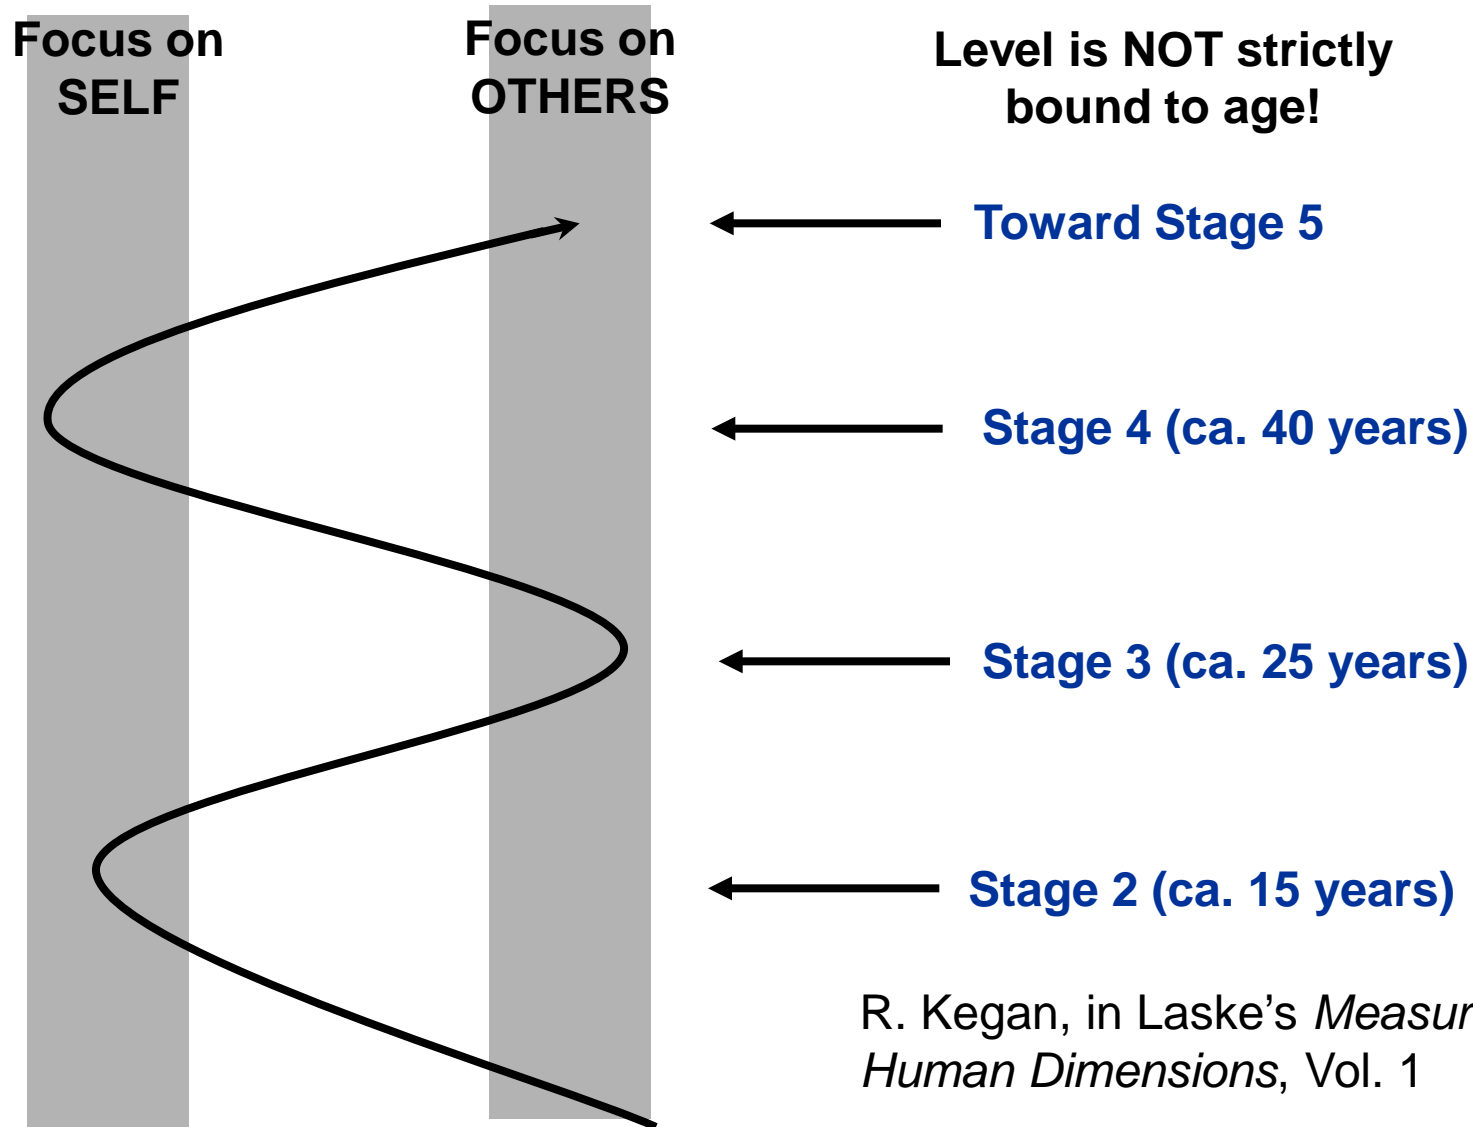 Focus on
SELF
Focus on
OTHERS
Level is NOT strictly
bound to age!
Toward Stage 5
Stage 4 (ca. 40 years)
Stage 3 (ca. 25 years)
Stage 2 (ca. 15 years)
R. Kegan, in Laske's
Human Dimensions, Vol. 1